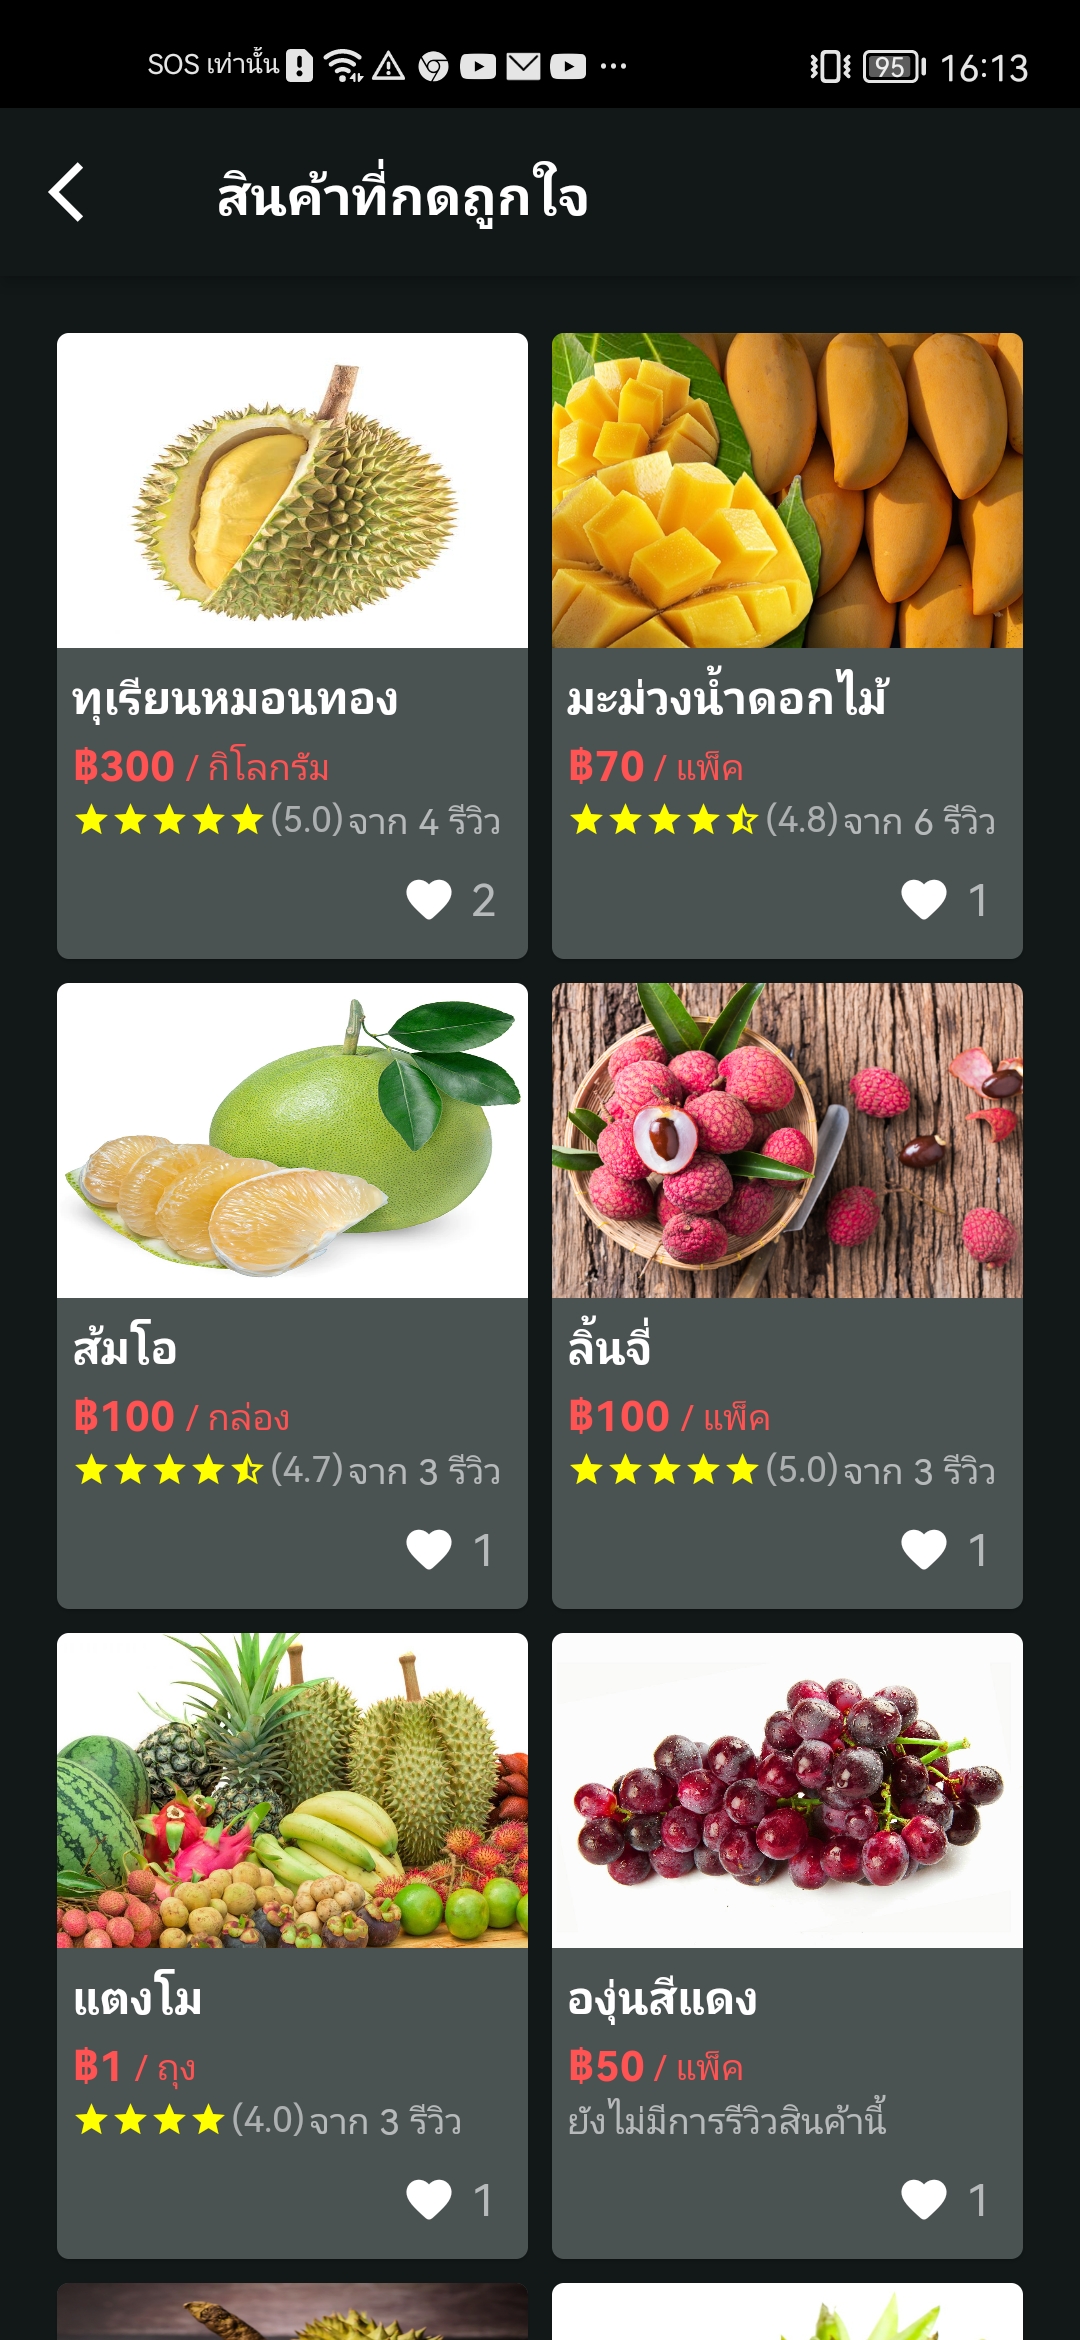 SOS เท่านั้น 95 16:13
สินค้าที่กดถูกใจ
ทุเรียนหมอนทอง
฿300 / กิโลกรัม
(5.0) จาก 4 รีวิว
2
มะม่วงน้ำดอกไม้
฿70 / แพ็ค
(4.8) จาก 6 รีวิว
1
ส้มโอ
฿100 / กล่อง
(4.7) จาก 3 รีวิว
1
ลิ้นจี่
฿100 / แพ็ค
(5.0) จาก 3 รีวิว
1
แตงโม
฿1 / ถุง
(4.0) จาก 3 รีวิว
1
องุ่นสีแดง
฿50 / แพ็ค
ยังไม่มีการรีวิวสินค้านี้
1